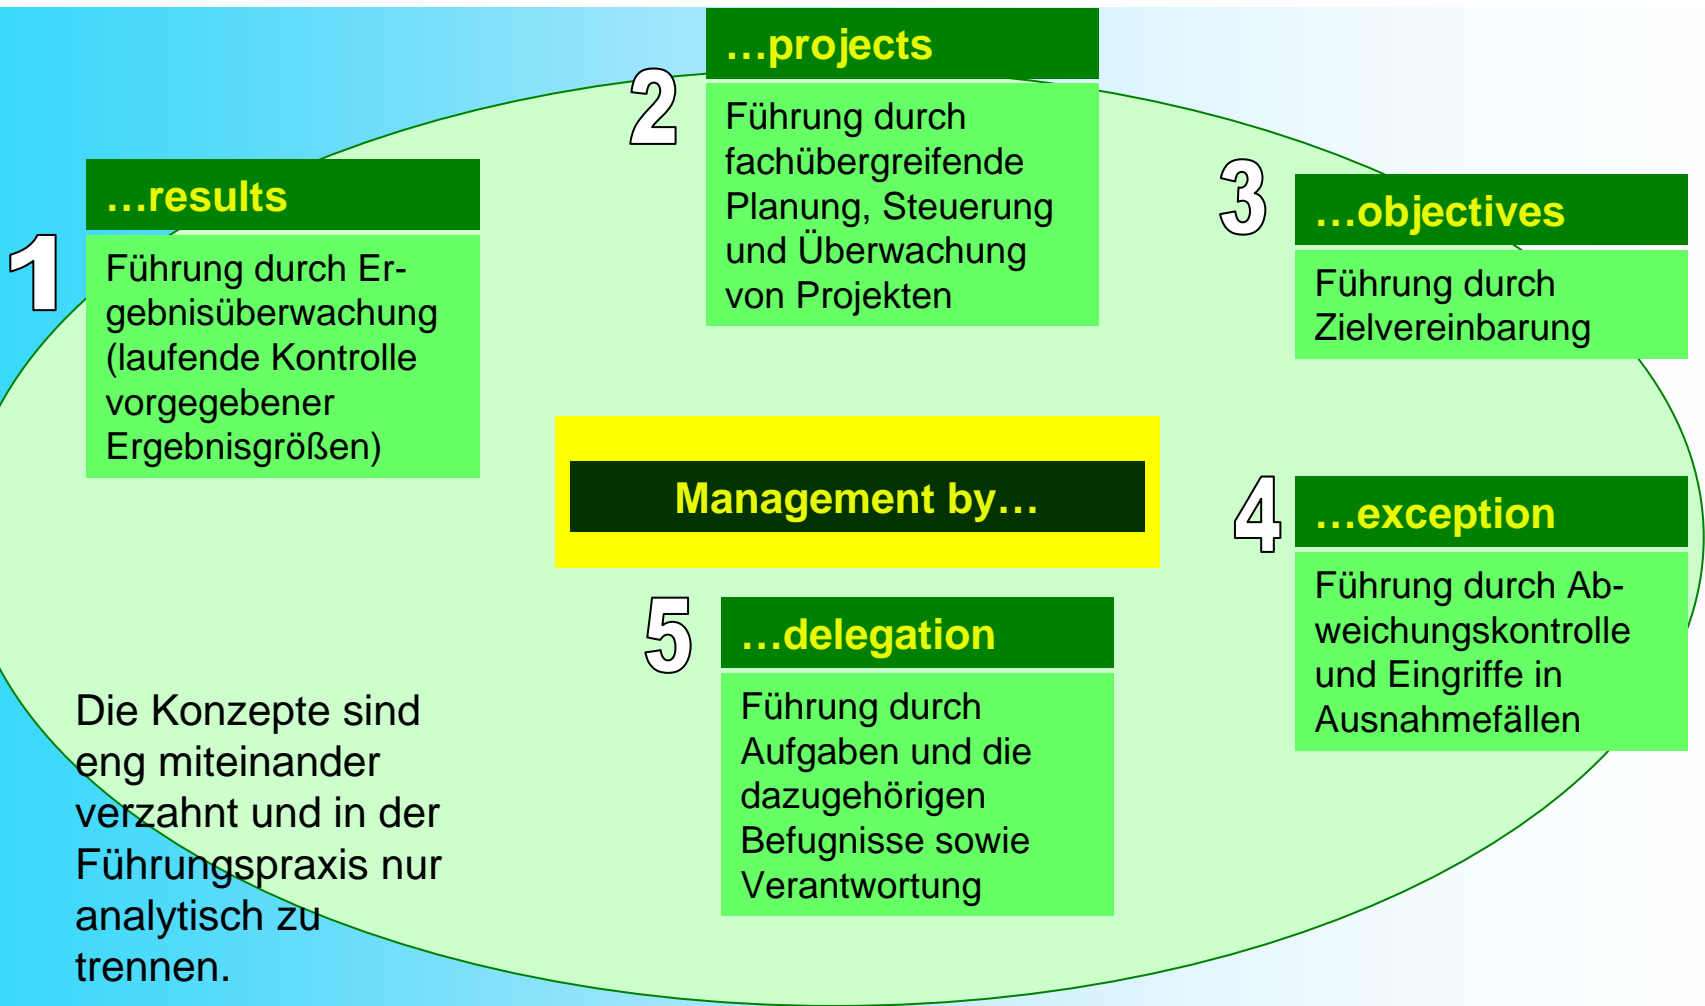 1
…results
Führung durch Er-
gebnisüberwachung
(laufende Kontrolle
vorgegebener
Ergebnisgrößen)
2
…projects
Führung durch
fachübergreifende
Planung, Steuerung
und Überwachung
von Projekten
3
…objectives
Führung durch
Zielvereinbarung
Management by…
4
…exception
Führung durch Ab-
weichungskontrolle
und Eingriffe in
Ausnahmefällen
5
…delegation
Führung durch
Aufgaben und die
dazugehörigen
Befugnisse sowie
Verantwortung
Die Konzepte sind
eng miteinander
verzahnt und in der
Führungspraxis nur
analytisch zu
trennen.